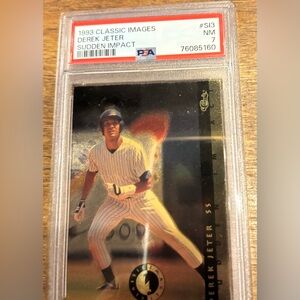 1993 CLASSIC IMAGES #SI3
DEREK JETER NM
SUDDEN IMPACT PSA 7
76085160
DEREK JETER SS